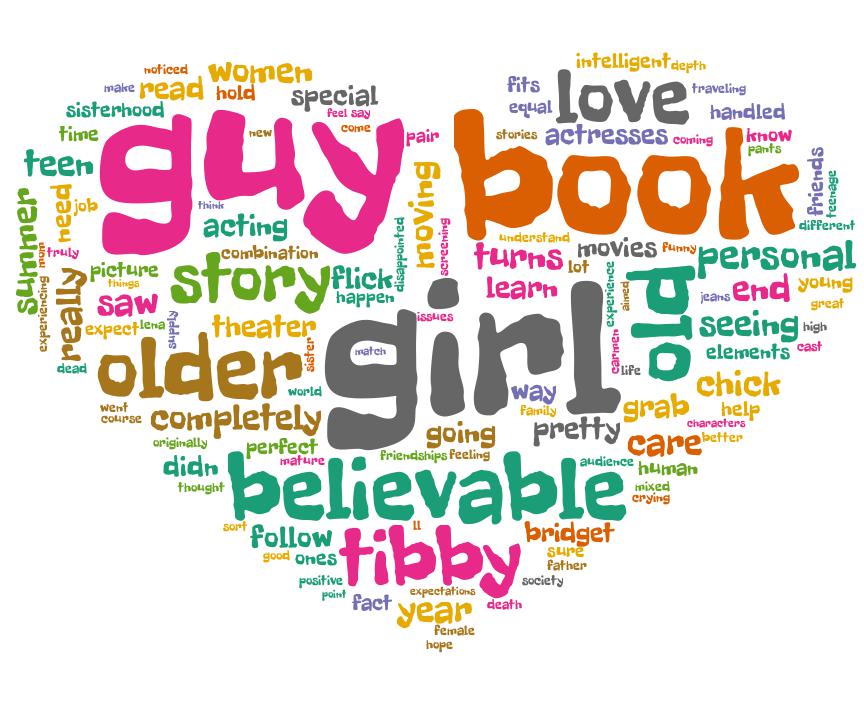 intelligent
depth
noticed
women
make
read
hold
special
fits
love
traveling
sisterhood
feel say
equal
handled
time
guy
new
come
pair
book
stories
actresses
coming
know
pants
teen
friends
teenage
summer
need
job
think
acting
moving
screening
disappointed
different
understand
mom
truly
combination
turns
lot
movies
funny
personal
experiencing
really
picture
things
story
flick
happen
learn
experience
aimed
old
jeans
end
young
great
saw
expect
lena
supply
theater
girl
issues
seeing
high
carmen
elements
cast
match
sister
dead
older
world
life
way
family
chick
went
course
completely
grab
help
going
pretty
characters
originally
perfect
mature
friendships
feeling
care
better
didn
thought
believable
audience
human
mixed
crying
sort
follow
ll
bridget
good
ones
tibby
sure
father
positive
society
point
expectations
fact
year
death
female
hope